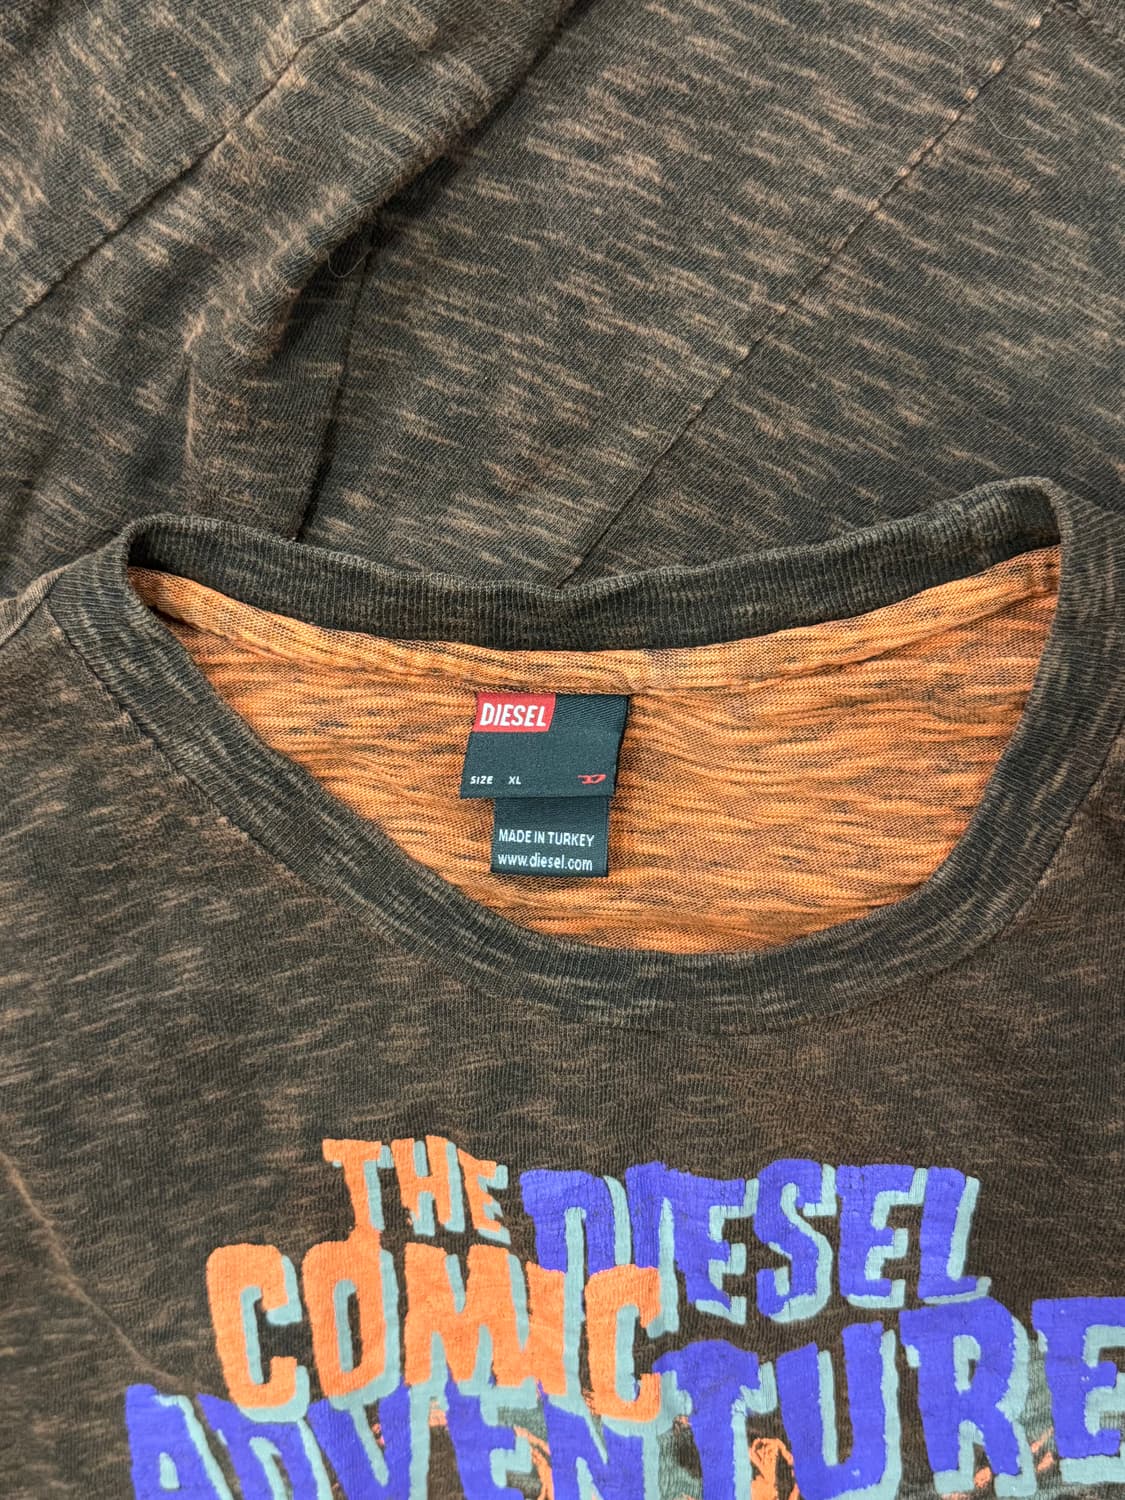 DIESEL
SIZE XL
MADE IN TURKEY
www.diesel.com
THE DIESEL
COMIC
ADVENTURE